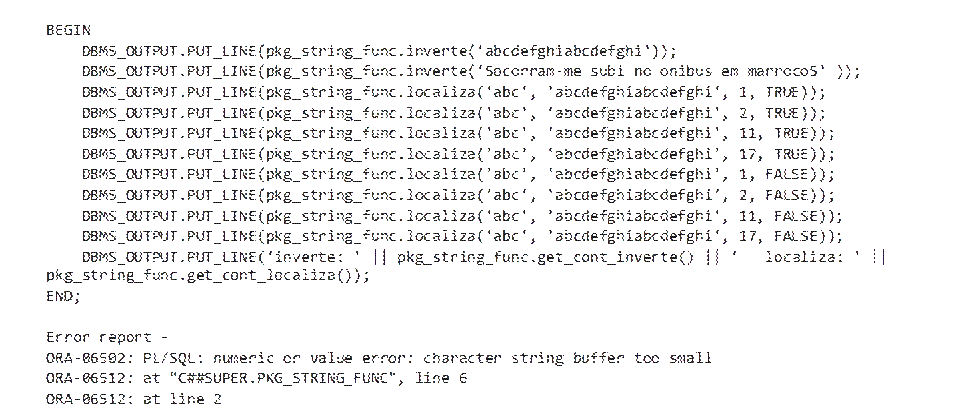 BEGIN
DBMS_OUTPUT.PUT_LINE(pkg_string_func.inverte('abcdefghiabcdefghi'));
DBMS_OUTPUT.PUT_LINE(pkg_string_func.inverte('Socorram-me subi no onibus em marrocoS' ));
DBMS_OUTPUT.PUT_LINE(pkg_string_func.localiza('abc', 'abcdefghiabcdefghi', 1, TRUE));
DBMS_OUTPUT.PUT_LINE(pkg_string_func.localiza('abc', 'abcdefghiabcdefghi', 2, TRUE));
DBMS_OUTPUT.PUT_LINE(pkg_string_func.localiza('abc', 'abcdefghiabcdefghi', 11, TRUE));
DBMS_OUTPUT.PUT_LINE(pkg_string_func.localiza('abc', 'abcdefghiabcdefghi', 17, TRUE));
DBMS_OUTPUT.PUT_LINE(pkg_string_func.localiza('abc', 'abcdefghiabcdefghi', 1, FALSE));
DBMS_OUTPUT.PUT_LINE(pkg_string_func.localiza('abc', 'abcdefghiabcdefghi', 2, FALSE));
DBMS_OUTPUT.PUT_LINE(pkg_string_func.localiza('abc', 'abcdefghiabcdefghi', 11, FALSE));
DBMS_OUTPUT.PUT_LINE(pkg_string_func.localiza('abc', 'abcdefghiabcdefghi', 17, FALSE));
DBMS_OUTPUT.PUT_LINE('inverte: ' || pkg_string_func.get_cont_inverte() || '   localiza: ' ||
pkg_string_func.get_cont_localiza());
END;
Error report -
ORA-06502: PL/SQL: numeric or value error: character string buffer too small
ORA-06512: at "C##SUPER.PKG_STRING_FUNC", line 6
ORA-06512: at line 2